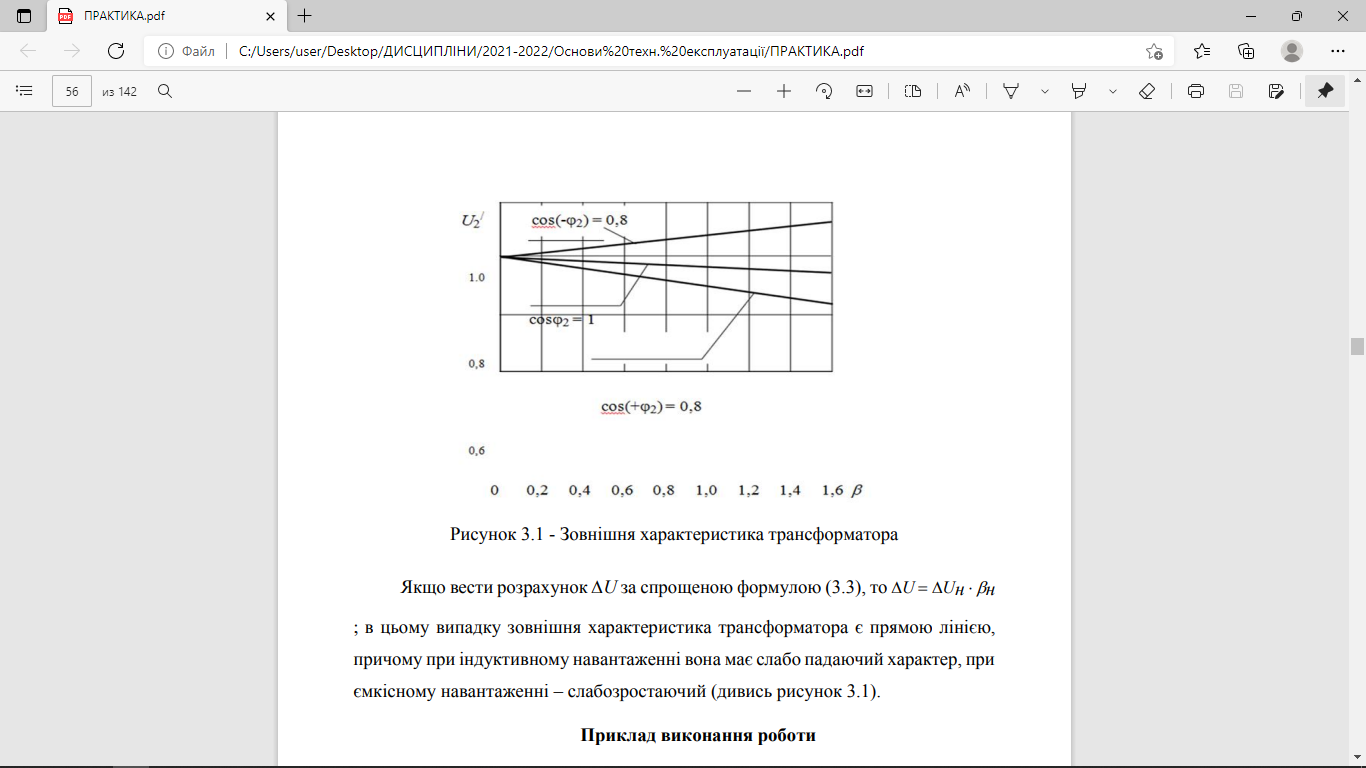 ПРАКТИКА.pdf
Файл C:/Users/user/Desktop/ДИСЦИПЛІНИ/2021-2022/Основи%20техн.%20експлуатації/ПРАКТИКА.pdf
56 из 142
U₂/ cos(-φ₂) = 0,8
1.0
cosφ₂ = 1
0,8
cos(+φ₂) = 0,8
0,6
0 0,2 0,4 0,6 0,8 1,0 1,2 1,4 1,6 β
Рисунок 3.1 - Зовнішня характеристика трансформатора
Якщо вести розрахунок ΔU за спрощеною формулою (3.3), то ΔU = ΔUН · βН
; в цьому випадку зовнішня характеристика трансформатора є прямою лінією,
причому при індуктивному навантаженні вона має слабо падаючий характер, при
ємкісному навантаженні – слабозростаючий (дивись рисунок 3.1).
Приклад виконання роботи